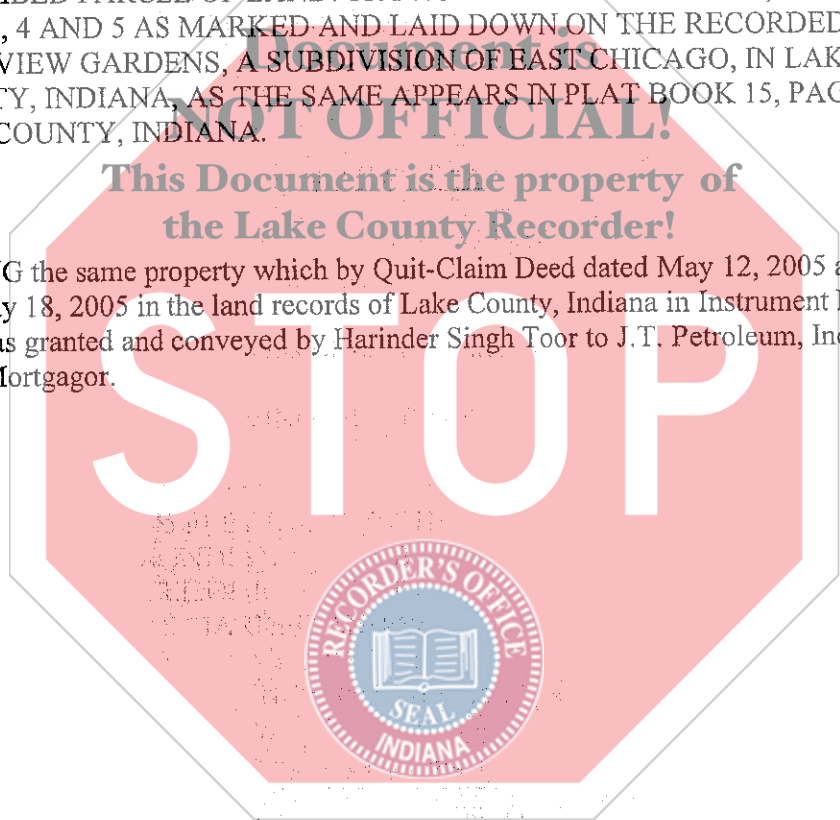 , 4 AND 5 AS MARKED AND LAID DOWN ON THE RECORDED
VIEW GARDENS, A SUBDIVISION OF EAST CHICAGO, IN LAK
TY, INDIANA, AS THE SAME APPEARS IN PLAT BOOK 15, PAG
COUNTY, INDIANA.
Document is
NOT OFFICIAL!
This Document is the property of
the Lake County Recorder!
G the same property which by Quit-Claim Deed dated May 12, 2005 a
y 18, 2005 in the land records of Lake County, Indiana in Instrument
as granted and conveyed by Harinder Singh Toor to J.T. Petroleum, Inc
Mortgagor.
STOP
RECORDER'S OFFICE
SEAL
INDIANA